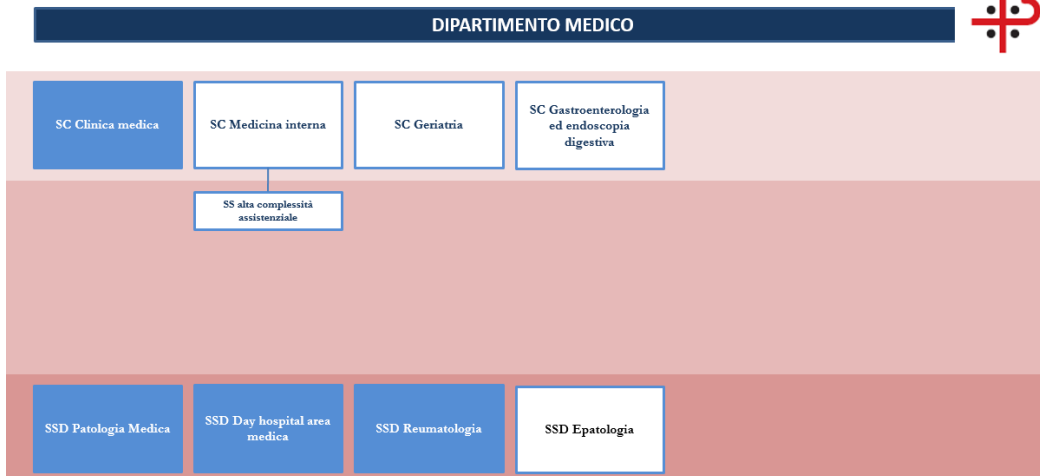 DIPARTIMENTO MEDICO
SC Clinica medica
SC Medicina interna
SC Geriatria
SC Gastroenterologia
ed endoscopia
digestiva
SS alta complessità
assistenziale
SSD Patologia Medica
SSD Day hospital area
medica
SSD Reumatologia
SSD Epatologia